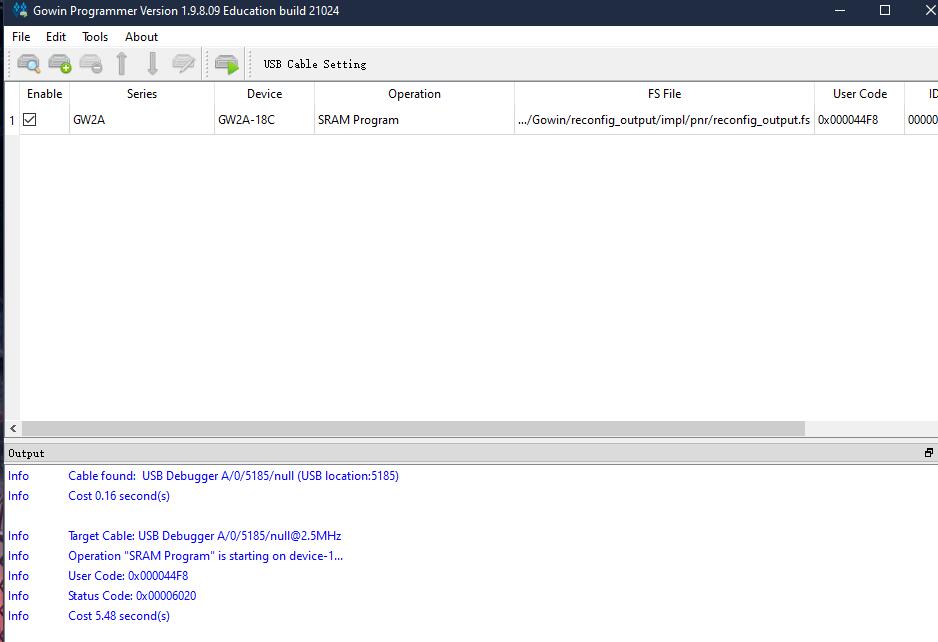 Gowin Programmer Version 1.9.8.09 Education build 21024
File Edit Tools About
USB Cable Setting
Enable Series Device Operation FS File User Code ID
1 GW2A GW2A-18C SRAM Program .../Gowin/reconfig_output/impl/pnr/reconfig_output.fs 0x000044F8 00000
Output
Info Cable found: USB Debugger A/0/5185/null (USB location:5185)
Info Cost 0.16 second(s)
Info Target Cable: USB Debugger A/0/5185/null@2.5MHz
Info Operation "SRAM Program" is starting on device-1...
Info User Code: 0x000044F8
Info Status Code: 0x00006020
Info Cost 5.48 second(s)